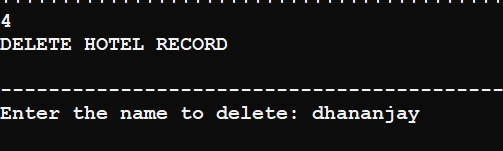 4
DELETE HOTEL RECORD
------------------------------------------
Enter the name to delete: dhananjay